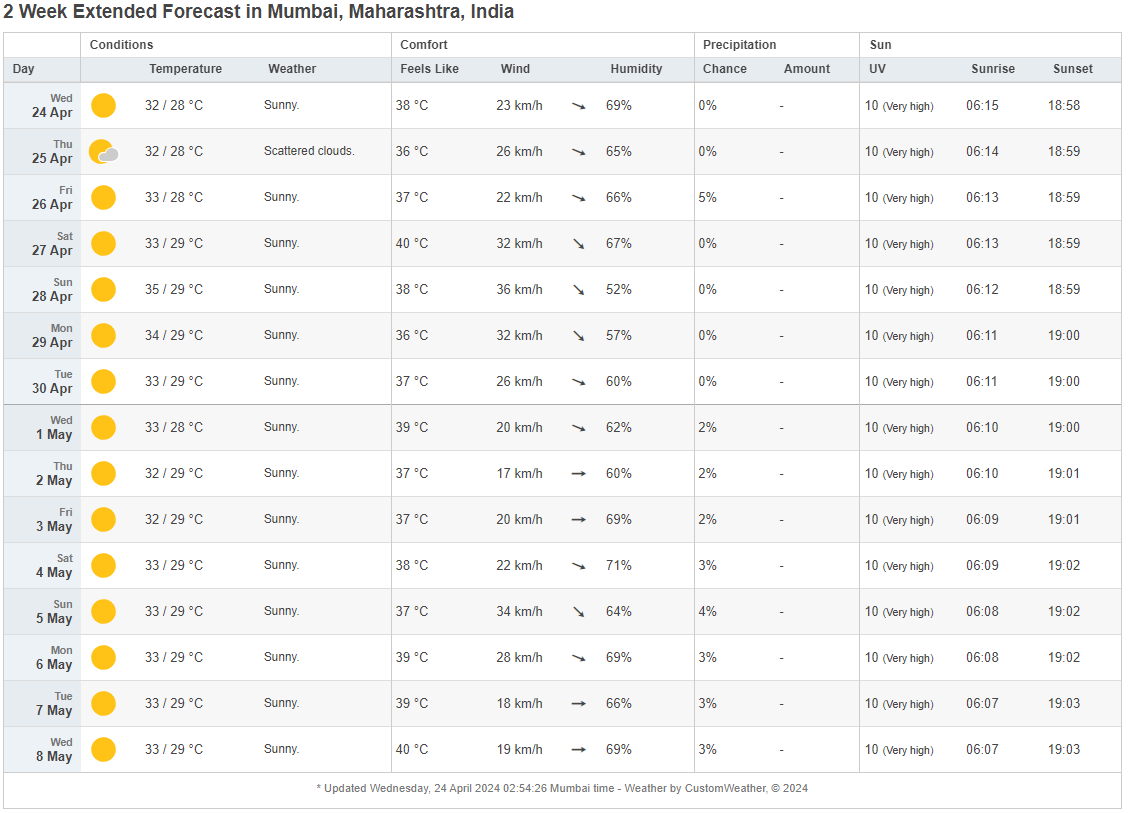 2 Week Extended Forecast in Mumbai, Maharashtra, India
Conditions Comfort Precipitation Sun
Day Temperature Weather Feels Like Wind Humidity Chance Amount UV Sunrise Sunset
Wed
24 Apr 32 / 28 °C Sunny. 38 °C 23 km/h 69% 0% - 10 (Very high) 06:15 18:58
Thu
25 Apr 32 / 28 °C Scattered clouds. 36 °C 26 km/h 65% 0% - 10 (Very high) 06:14 18:59
Fri
26 Apr 33 / 28 °C Sunny. 37 °C 22 km/h 66% 5% - 10 (Very high) 06:13 18:59
Sat
27 Apr 33 / 29 °C Sunny. 40 °C 32 km/h 67% 0% - 10 (Very high) 06:13 18:59
Sun
28 Apr 35 / 29 °C Sunny. 38 °C 36 km/h 52% 0% - 10 (Very high) 06:12 18:59
Mon
29 Apr 34 / 29 °C Sunny. 36 °C 32 km/h 57% 0% - 10 (Very high) 06:11 19:00
Tue
30 Apr 33 / 29 °C Sunny. 37 °C 26 km/h 60% 0% - 10 (Very high) 06:11 19:00
Wed
1 May 33 / 28 °C Sunny. 39 °C 20 km/h 62% 2% - 10 (Very high) 06:10 19:00
Thu
2 May 32 / 29 °C Sunny. 37 °C 17 km/h 60% 2% - 10 (Very high) 06:10 19:01
Fri
3 May 32 / 29 °C Sunny. 37 °C 20 km/h 69% 2% - 10 (Very high) 06:09 19:01
Sat
4 May 33 / 29 °C Sunny. 38 °C 22 km/h 71% 3% - 10 (Very high) 06:09 19:02
Sun
5 May 33 / 29 °C Sunny. 37 °C 34 km/h 64% 4% - 10 (Very high) 06:08 19:02
Mon
6 May 33 / 29 °C Sunny. 39 °C 28 km/h 69% 3% - 10 (Very high) 06:08 19:02
Tue
7 May 33 / 29 °C Sunny. 39 °C 18 km/h 66% 3% - 10 (Very high) 06:07 19:03
Wed
8 May 33 / 29 °C Sunny. 40 °C 19 km/h 69% 3% - 10 (Very high) 06:07 19:03
* Updated Wednesday, 24 April 2024 02:54:26 Mumbai time - Weather by CustomWeather, © 2024